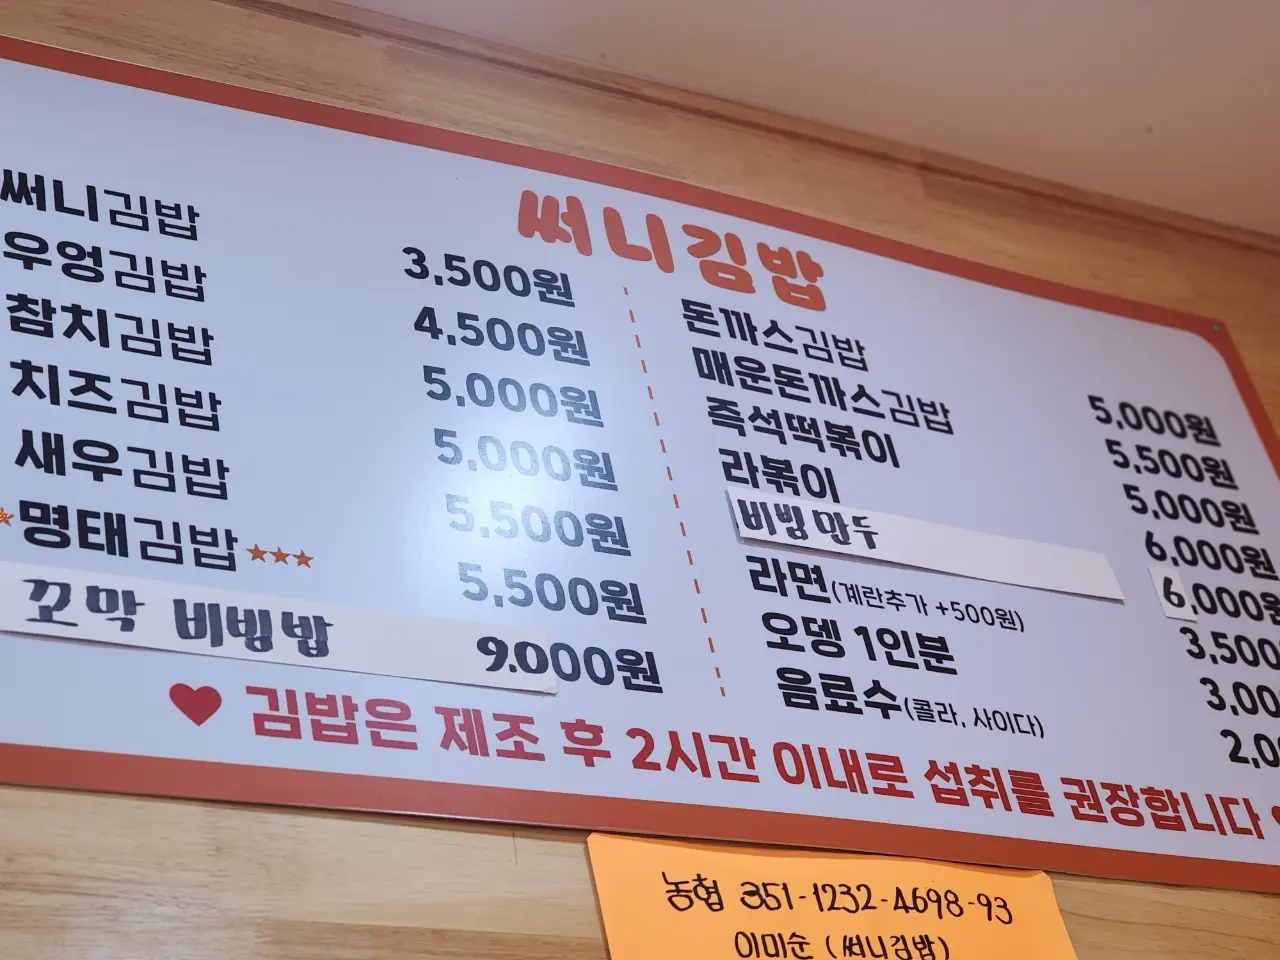 써니김밥
써니김밥 3,500원
우엉김밥 4,500원
참치김밥 5,000원
치즈김밥 5,000원
새우김밥 5,500원
명태김밥★★★ 5,500원
꼬막 비빔밥 9.000원
돈까스김밥 5,000원
매운돈까스김밥 5,500원
즉석떡볶이 5,000원
라볶이 6,000원
비빔만두 6,000원
라면(계란추가 +500원) 3,500
오뎅 1인분 3,00
음료수(콜라, 사이다) 2,0
♥ 김밥은 제조 후 2시간 이내로 섭취를 권장합니다
농협 351-1232-4698-93
이미순 (써니김밥)